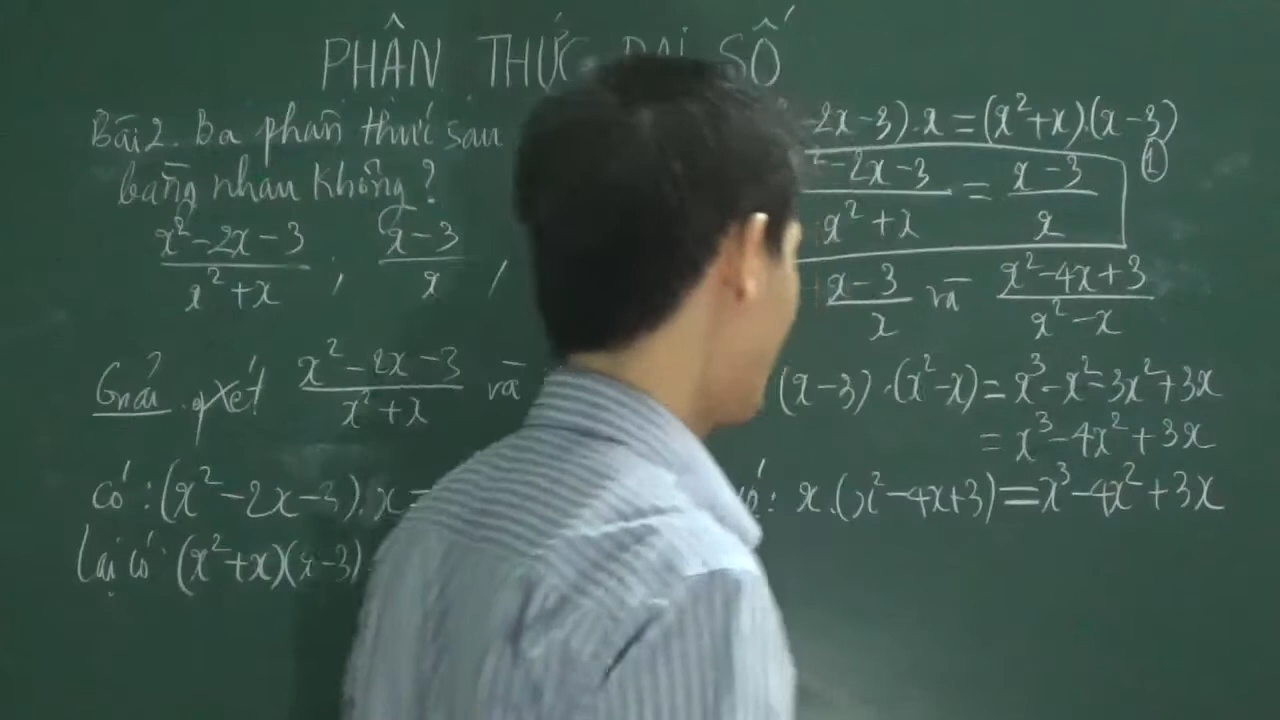 PHÂN THỨC ĐẠI SỐ
Bài 2. Ba phân thức sau
bằng nhau không?
x²-2x-3 / x²+x ; x-3 / x ,
Giải. Xét x²-2x-3 / x²+x và
có: (x²-2x-3).x=
lại có (x²+x)(x-3)
-2x-3).x=(x²+x).(x-3)
²-2x-3 / x²+x = x-3 / x ①
x-3 / x và x²-4x+3 / x²-x
(x-3).(x²-x)=x³-x²-3x²+3x
=x³-4x²+3x
có: x.(x²-4x+3)=x³-4x²+3x